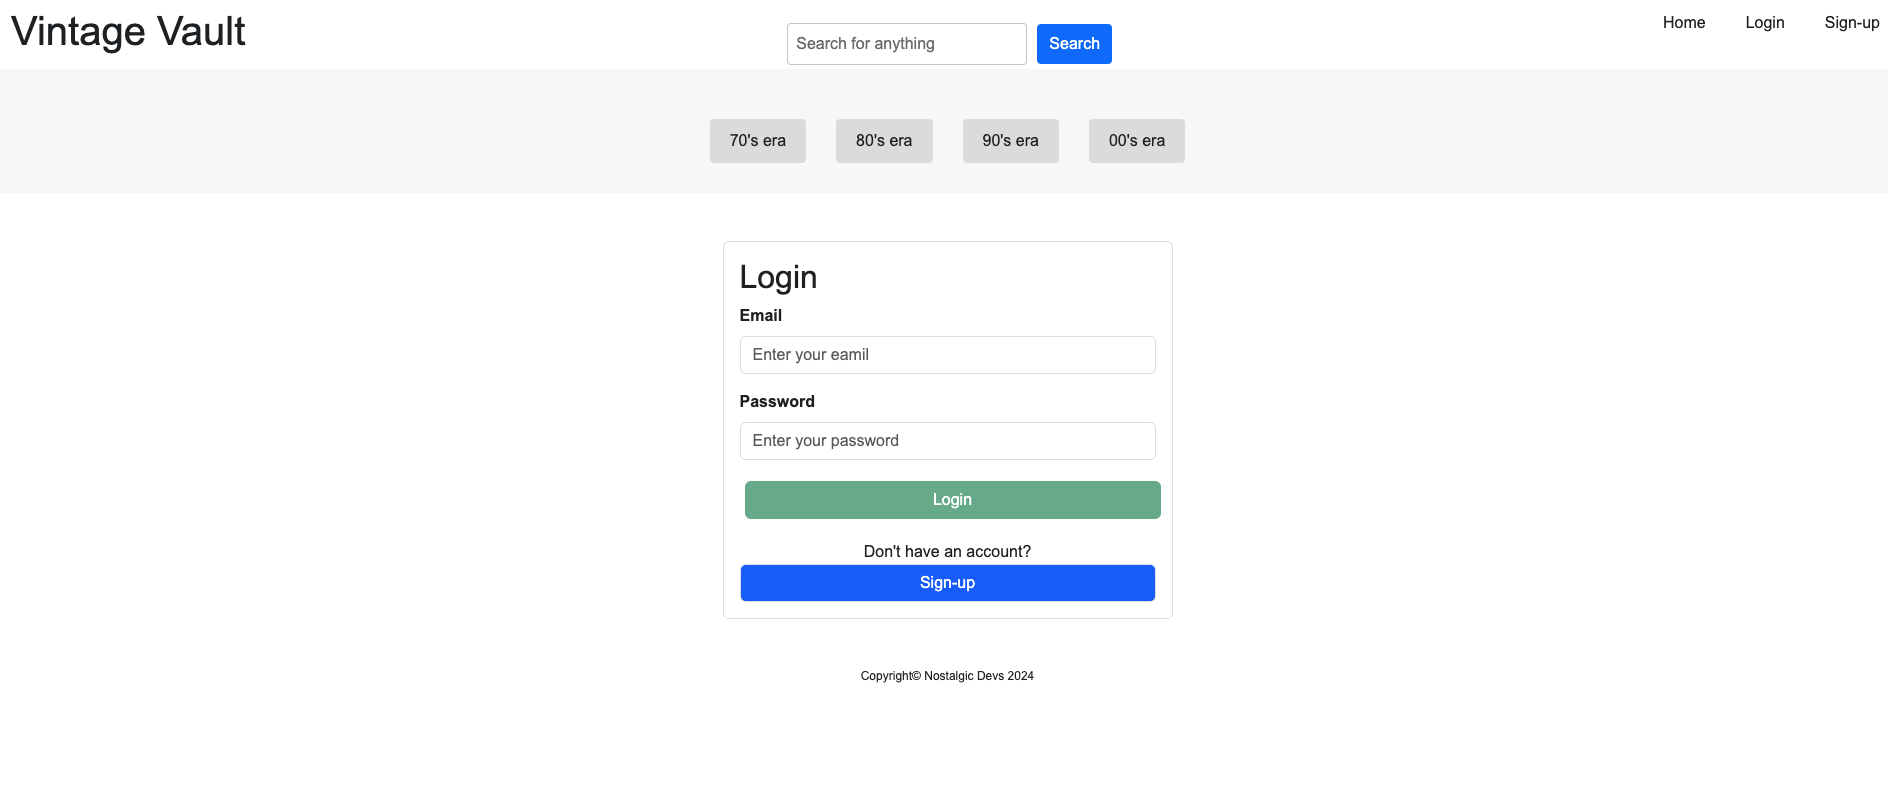 Vintage Vault
Search for anything
Search
Home
Login
Sign-up
70's era
80's era
90's era
00's era
Login
Email
Enter your eamil
Password
Enter your password
Login
Don't have an account?
Sign-up
Copyright© Nostalgic Devs 2024